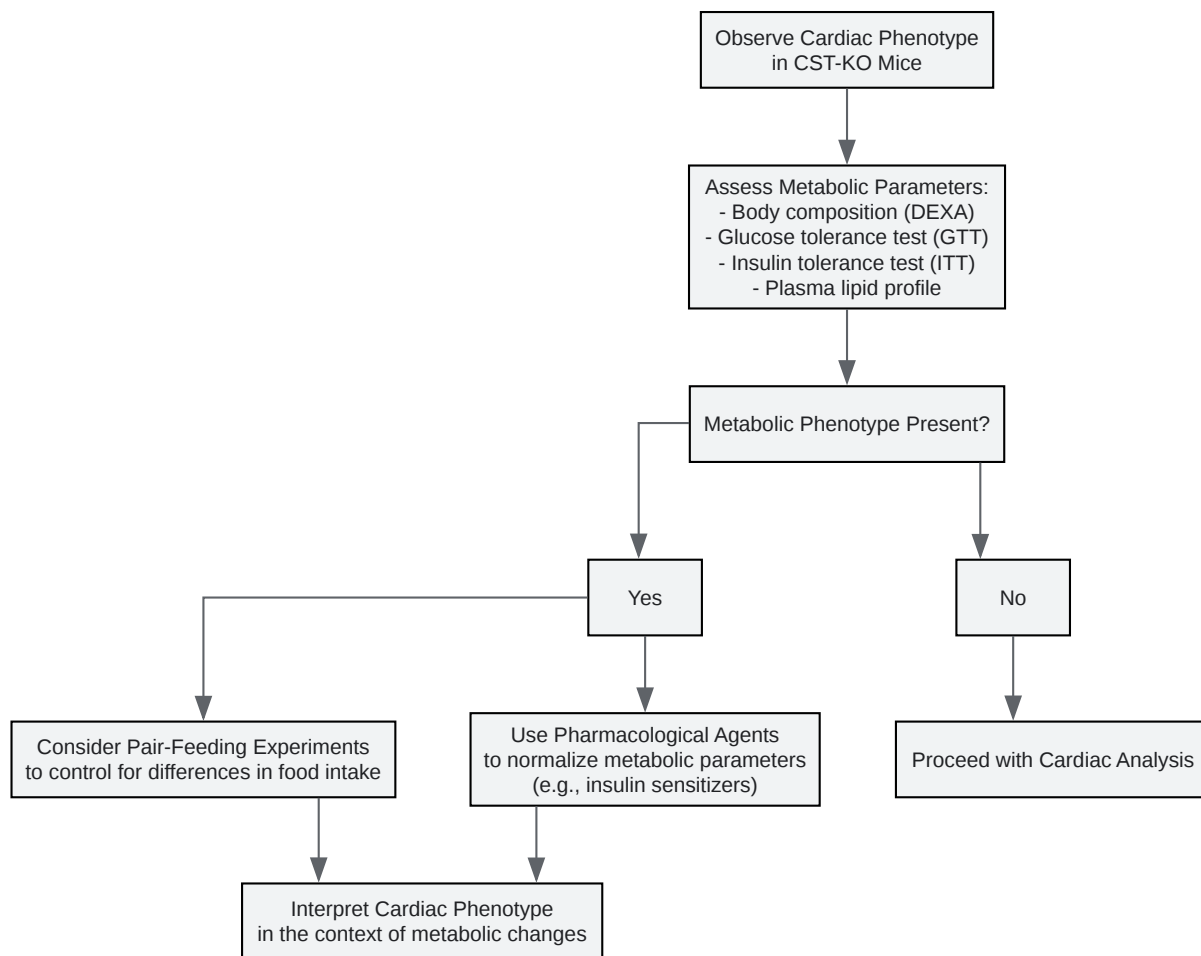 Observe Cardiac Phenotype
in CST-KO Mice
Assess Metabolic Parameters:
- Body composition (DEXA)
- Glucose tolerance test (GTT)
- Insulin tolerance test (ITT)
- Plasma lipid profile
Metabolic Phenotype Present?
Yes
No
Consider Pair-Feeding Experiments
to control for differences in food intake
Use Pharmacological Agents
to normalize metabolic parameters
(e.g., insulin sensitizers)
Proceed with Cardiac Analysis
Interpret Cardiac Phenotype
in the context of metabolic changes